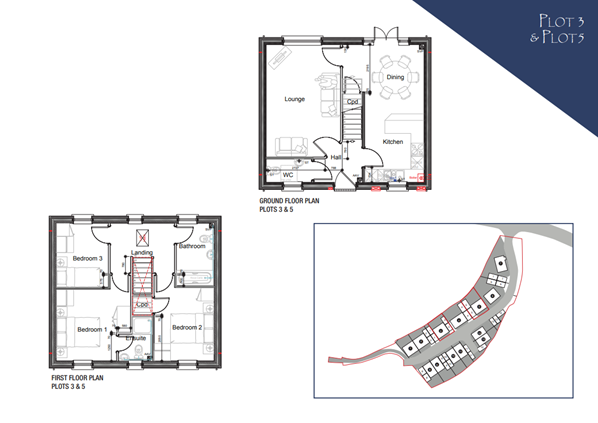 PLOT 3
& PLOT 5
Dining
Lounge
Cpd
Kitchen
Hall
WC
GROUND FLOOR PLAN
PLOTS 3 & 5
Landing
Bathroom
Bedroom 3
Cpd
Bedroom 1
Bedroom 2
Ensuite
FIRST FLOOR PLAN
PLOTS 3 & 5